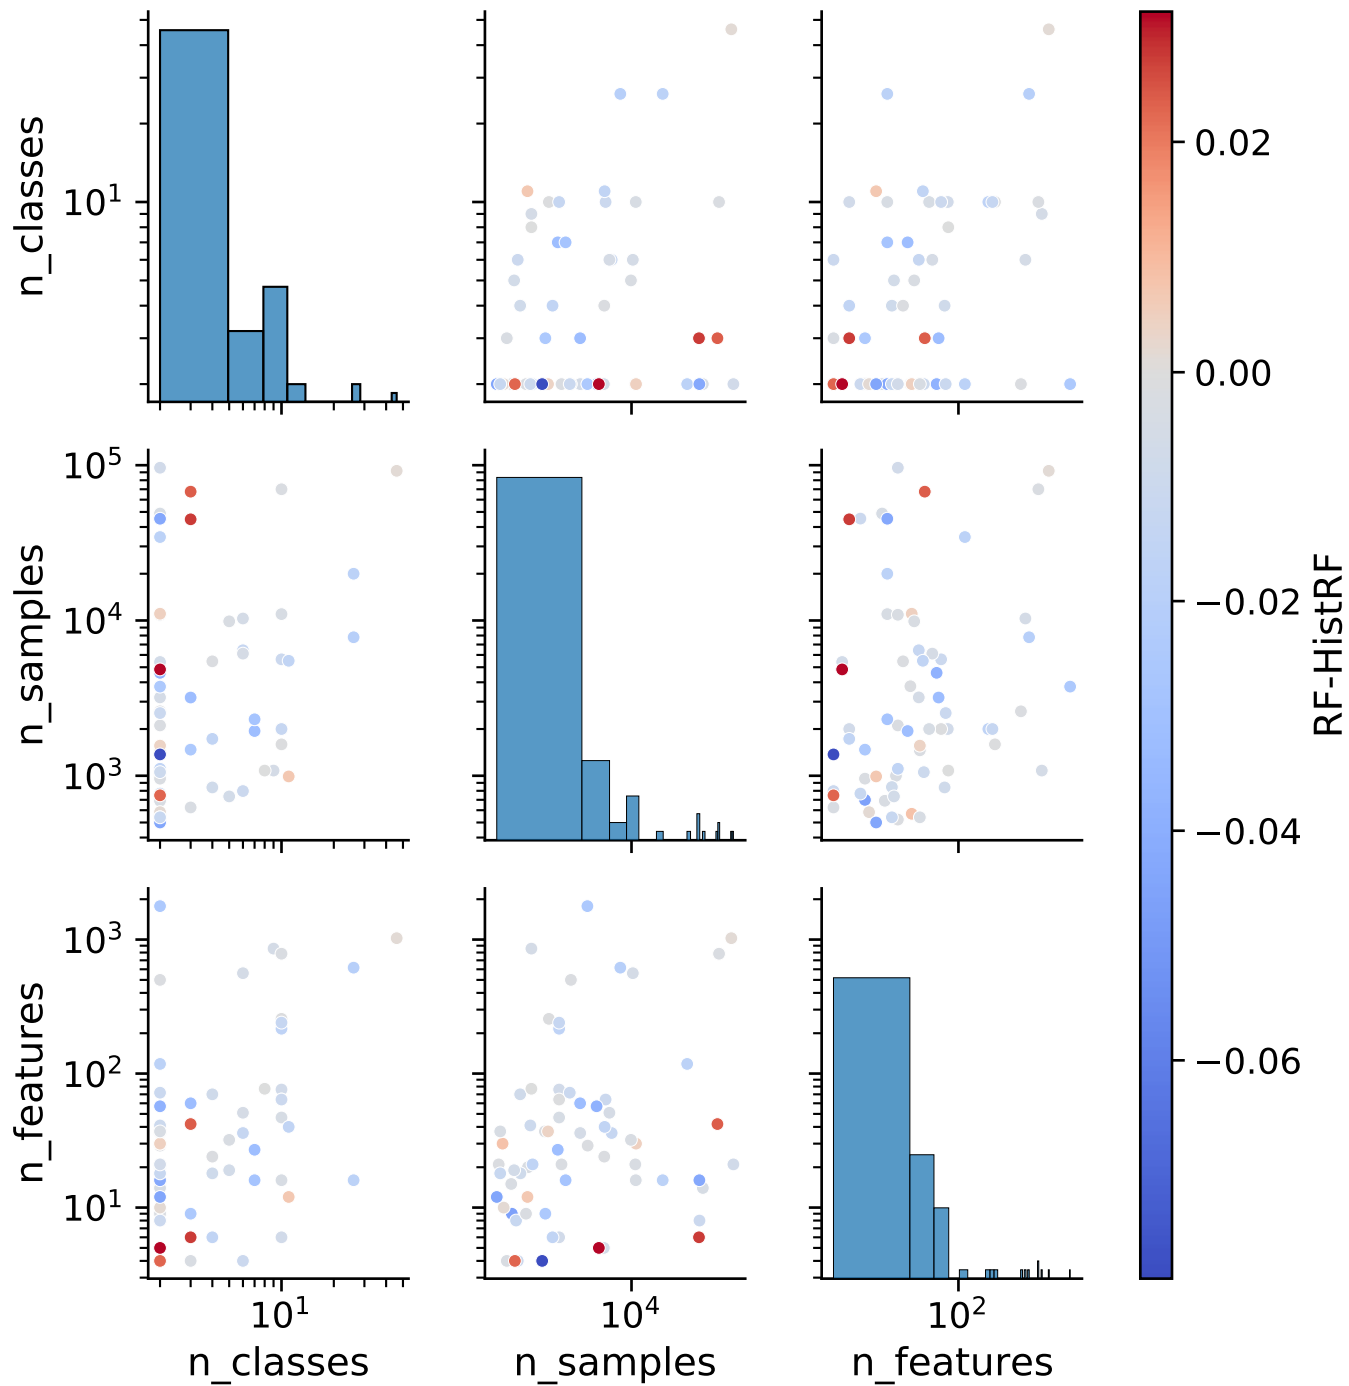 n_classes
10¹
0.02
0.00
−0.02
−0.04
−0.06
RF-HistRF
n_samples
10⁵
10⁴
10³
n_features
10³
10²
10¹
10¹
10⁴
10²
n_classes
n_samples
n_features